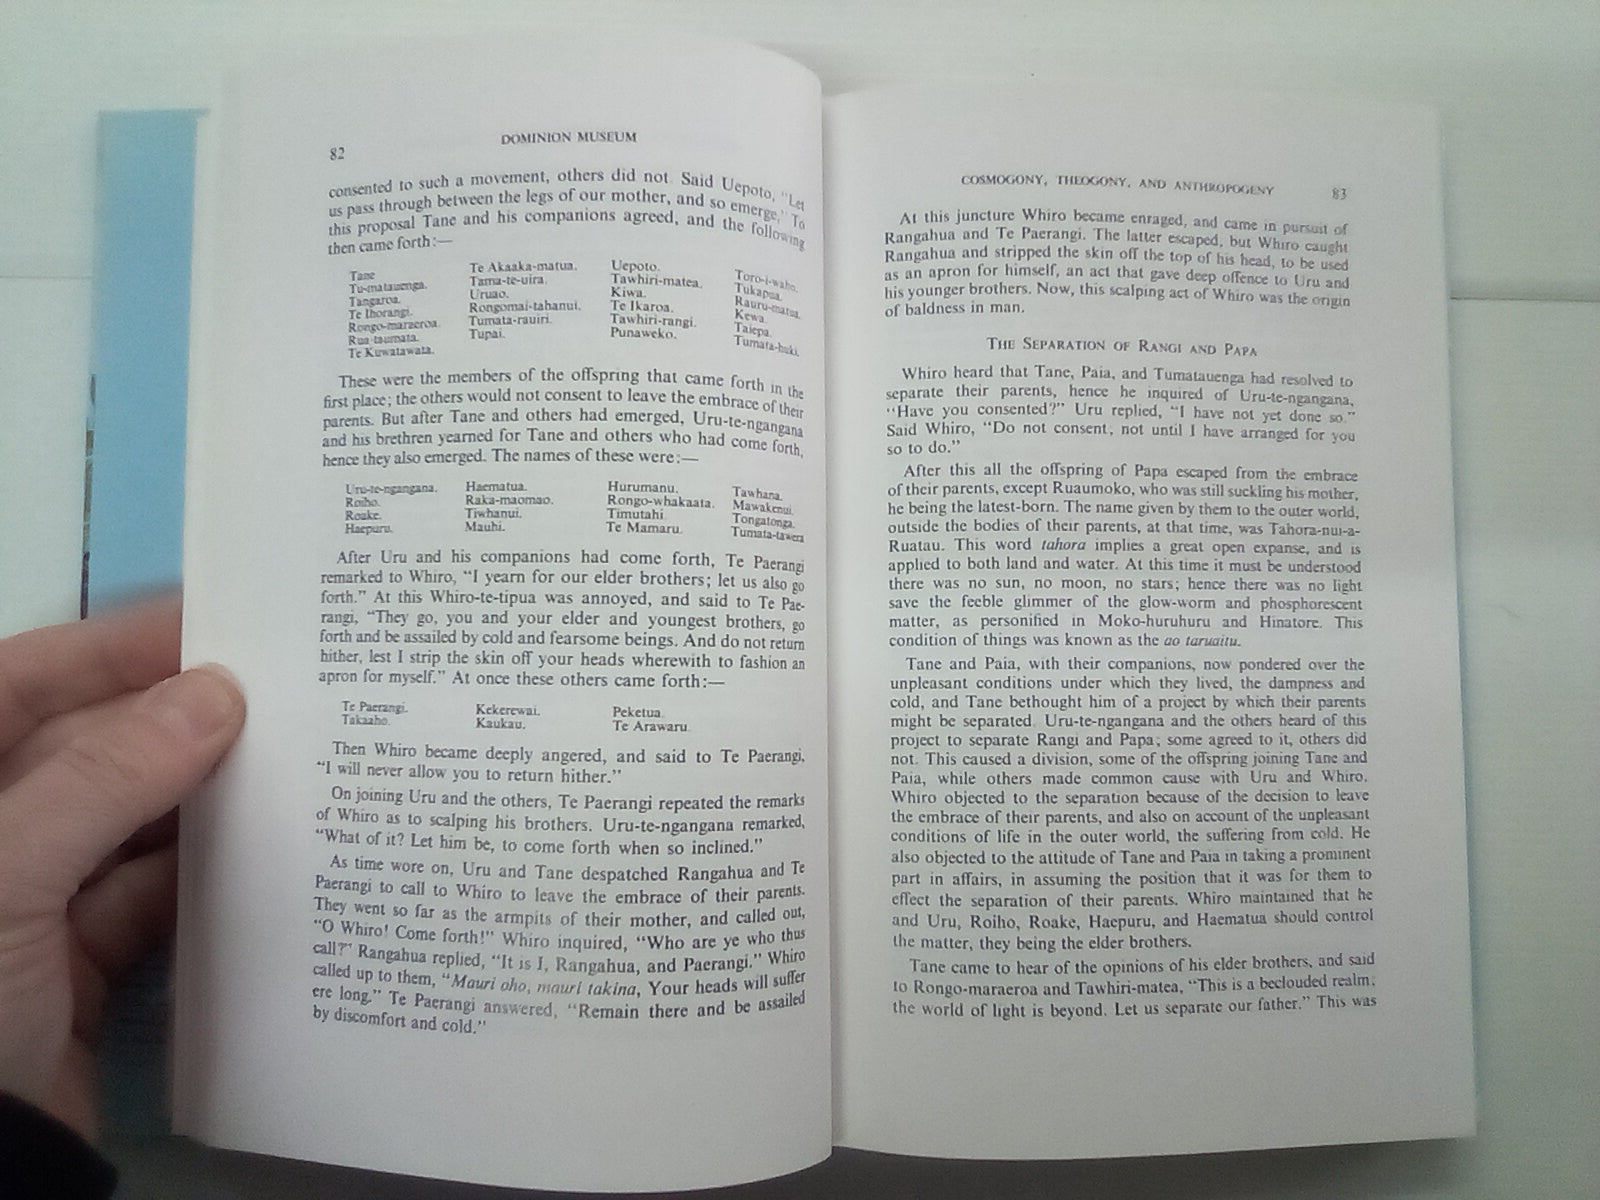 DOMINION MUSEUM
82
consented to such a movement, others did not. Said Uepoto, "Let
us pass through between the legs of our mother, and so emerge." To
this proposal Tane and his companions agreed, and the following
then came forth:—
Tane Te Akaaka-matua. Uepoto. Toro-i-waho.
Tu-matauenga. Tama-te-uira. Tawhiri-matea. Tukapua.
Tangaroa. Uruao. Kiwa. Rauru-matua.
Te Ihorangi. Rongomai-tahanui. Te Ikaroa. Kewa.
Rongo-maraeroa. Tumata-rauiri. Tawhiri-rangi. Taiepa.
Rua-taumata. Tupai. Punaweko. Tumata-huki.
Te Kuwatawata.
These were the members of the offspring that came forth in the
first place; the others would not consent to leave the embrace of their
parents. But after Tane and others had emerged, Uru-te-ngangana
and his brethren yearned for Tane and others who had come forth,
hence they also emerged. The names of these were:—
Uru-te-ngangana. Haematua. Hurumanu. Tawhana.
Roiho. Raka-maomao. Rongo-whakaata. Mawakenui.
Roake. Tiwhanui. Timutahi. Tongatonga.
Haepuru. Mauhi. Te Mamaru. Tumata-tawera
After Uru and his companions had come forth, Te Paerangi
remarked to Whiro, "I yearn for our elder brothers; let us also go
forth." At this Whiro-te-tipua was annoyed, and said to Te Pae-
rangi, "They go, you and your elder and youngest brothers, go
forth and be assailed by cold and fearsome beings. And do not return
hither, lest I strip the skin off your heads wherewith to fashion an
apron for myself." At once these others came forth:—
Te Paerangi. Kekerewai. Peketua.
Takaaho. Kaukau. Te Arawaru.
Then Whiro became deeply angered, and said to Te Paerangi,
"I will never allow you to return hither."
On joining Uru and the others, Te Paerangi repeated the remarks
of Whiro as to scalping his brothers. Uru-te-ngangana remarked,
"What of it? Let him be, to come forth when so inclined."
As time wore on, Uru and Tane despatched Rangahua and Te
Paerangi to call to Whiro to leave the embrace of their parents.
They went so far as the armpits of their mother, and called out,
"O Whiro! Come forth!" Whiro inquired, "Who are ye who thus
call?" Rangahua replied, "It is I, Rangahua, and Paerangi." Whiro
called up to them, "Mauri oho, mauri takina, Your heads will suffer
ere long." Te Paerangi answered, "Remain there and be assailed
by discomfort and cold."
COSMOGONY, THEOGONY, AND ANTHROPOGENY 83
At this juncture Whiro became enraged, and came in pursuit of
Rangahua and Te Paerangi. The latter escaped, but Whiro caught
Rangahua and stripped the skin off the top of his head, to be used
as an apron for himself, an act that gave deep offence to Uru and
his younger brothers. Now, this scalping act of Whiro was the origin
of baldness in man.
THE SEPARATION OF RANGI AND PAPA
Whiro heard that Tane, Paia, and Tumatauenga had resolved to
separate their parents, hence he inquired of Uru-te-ngangana,
"Have you consented?" Uru replied, "I have not yet done so."
Said Whiro, "Do not consent, not until I have arranged for you
so to do."
After this all the offspring of Papa escaped from the embrace
of their parents, except Ruaumoko, who was still suckling his mother,
he being the latest-born. The name given by them to the outer world,
outside the bodies of their parents, at that time, was Tahora-nui-a-
Ruatau. This word tahora implies a great open expanse, and is
applied to both land and water. At this time it must be understood
there was no sun, no moon, no stars; hence there was no light
save the feeble glimmer of the glow-worm and phosphorescent
matter, as personified in Moko-huruhuru and Hinatore. This
condition of things was known as the ao taruaitu.
Tane and Paia, with their companions, now pondered over the
unpleasant conditions under which they lived, the dampness and
cold, and Tane bethought him of a project by which their parents
might be separated. Uru-te-ngangana and the others heard of this
project to separate Rangi and Papa; some agreed to it, others did
not. This caused a division, some of the offspring joining Tane and
Paia, while others made common cause with Uru and Whiro.
Whiro objected to the separation because of the decision to leave
the embrace of their parents, and also on account of the unpleasant
conditions of life in the outer world, the suffering from cold. He
also objected to the attitude of Tane and Paia in taking a prominent
part in affairs, in assuming the position that it was for them to
effect the separation of their parents. Whiro maintained that he
and Uru, Roiho, Roake, Haepuru, and Haematua should control
the matter, they being the elder brothers.
Tane came to hear of the opinions of his elder brothers, and said
to Rongo-maraeroa and Tawhiri-matea, "This is a beclouded realm;
the world of light is beyond. Let us separate our father." This was